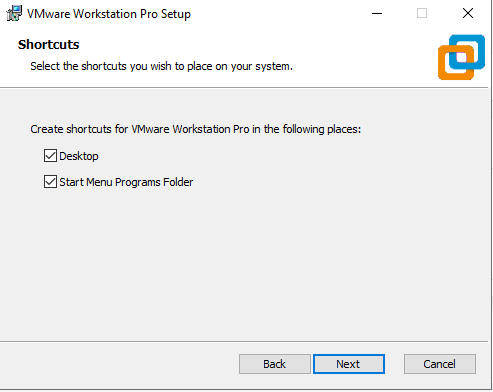 VMware Workstation Pro Setup
Shortcuts
Select the shortcuts you wish to place on your system.
Create shortcuts for VMware Workstation Pro in the following places:
Desktop
Start Menu Programs Folder
Back Next Cancel